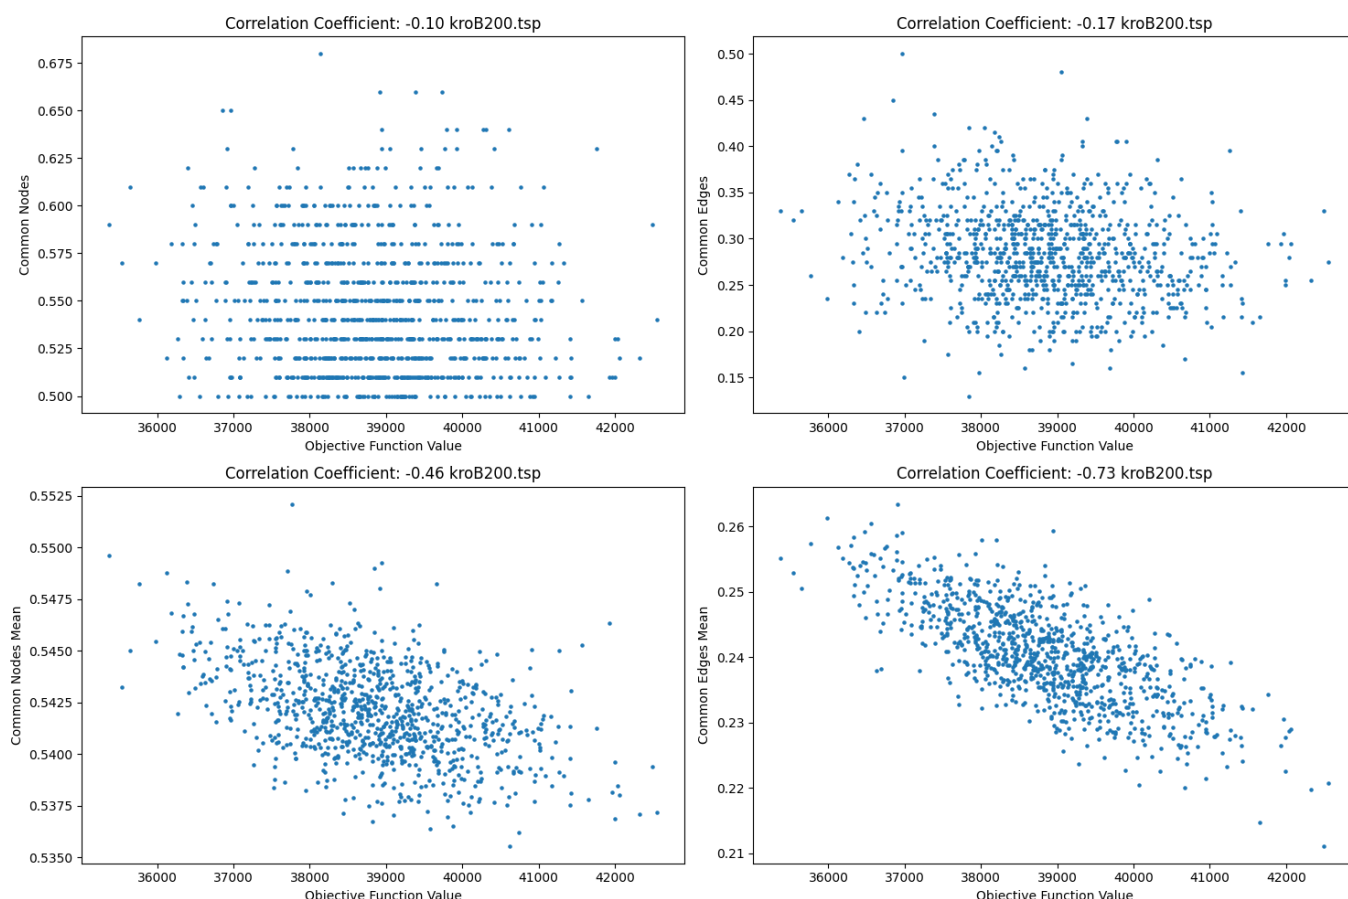 Correlation Coefficient: -0.10 kroB200.tsp
Common Nodes
0.675
0.650
0.625
0.600
0.575
0.550
0.525
0.500
36000 37000 38000 39000 40000 41000 42000
Objective Function Value
Correlation Coefficient: -0.17 kroB200.tsp
Common Edges
0.50
0.45
0.40
0.35
0.30
0.25
0.20
0.15
36000 37000 38000 39000 40000 41000 42000
Objective Function Value
Correlation Coefficient: -0.46 kroB200.tsp
Common Nodes Mean
0.5525
0.5500
0.5475
0.5450
0.5425
0.5400
0.5375
0.5350
36000 37000 38000 39000 40000 41000 42000
Objective Function Value
Correlation Coefficient: -0.73 kroB200.tsp
Common Edges Mean
0.26
0.25
0.24
0.23
0.22
0.21
36000 37000 38000 39000 40000 41000 42000
Objective Function Value